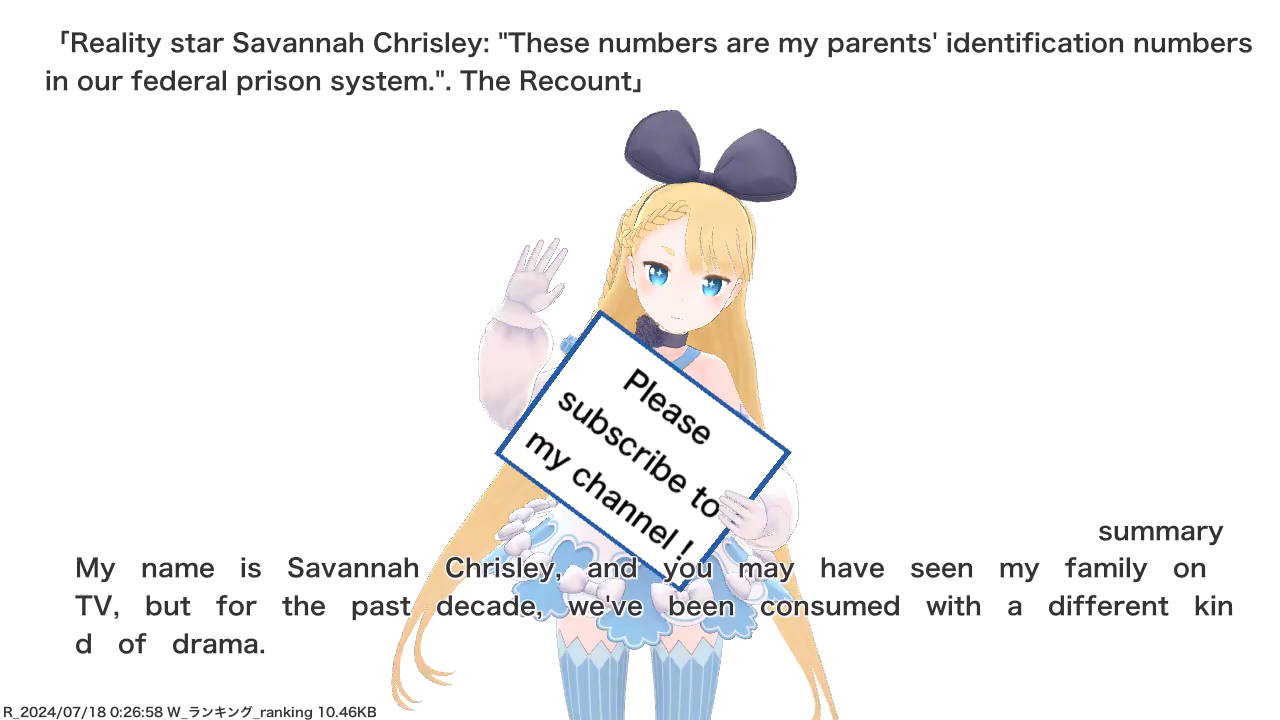 「Reality star Savannah Chrisley: "These numbers are my parents' identification numbers
in our federal prison system.". The Recount」
Please
subscribe to
my channel !
summary
My name is Savannah Chrisley, and you may have seen my family on
TV, but for the past decade, we've been consumed with a different kin
d of drama.
R_2024/07/18 0:26:58 W_ランキング_ranking 10.46KB